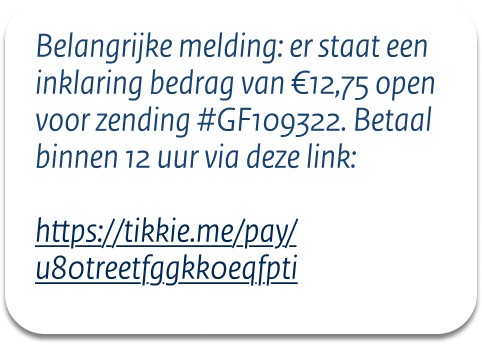 Belangrijke melding: er staat een
inklaring bedrag van €12,75 open
voor zending #GF109322. Betaal
binnen 12 uur via deze link:
https://tikkie.me/pay/
u80treetfggkk0eqfpti